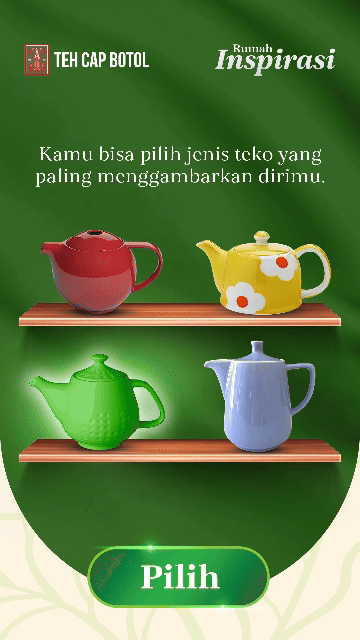 TEH CAP BOTOL
Rumah
Inspirasi
Kamu bisa pilih jenis teko yang
paling menggambarkan dirimu.
Pilih